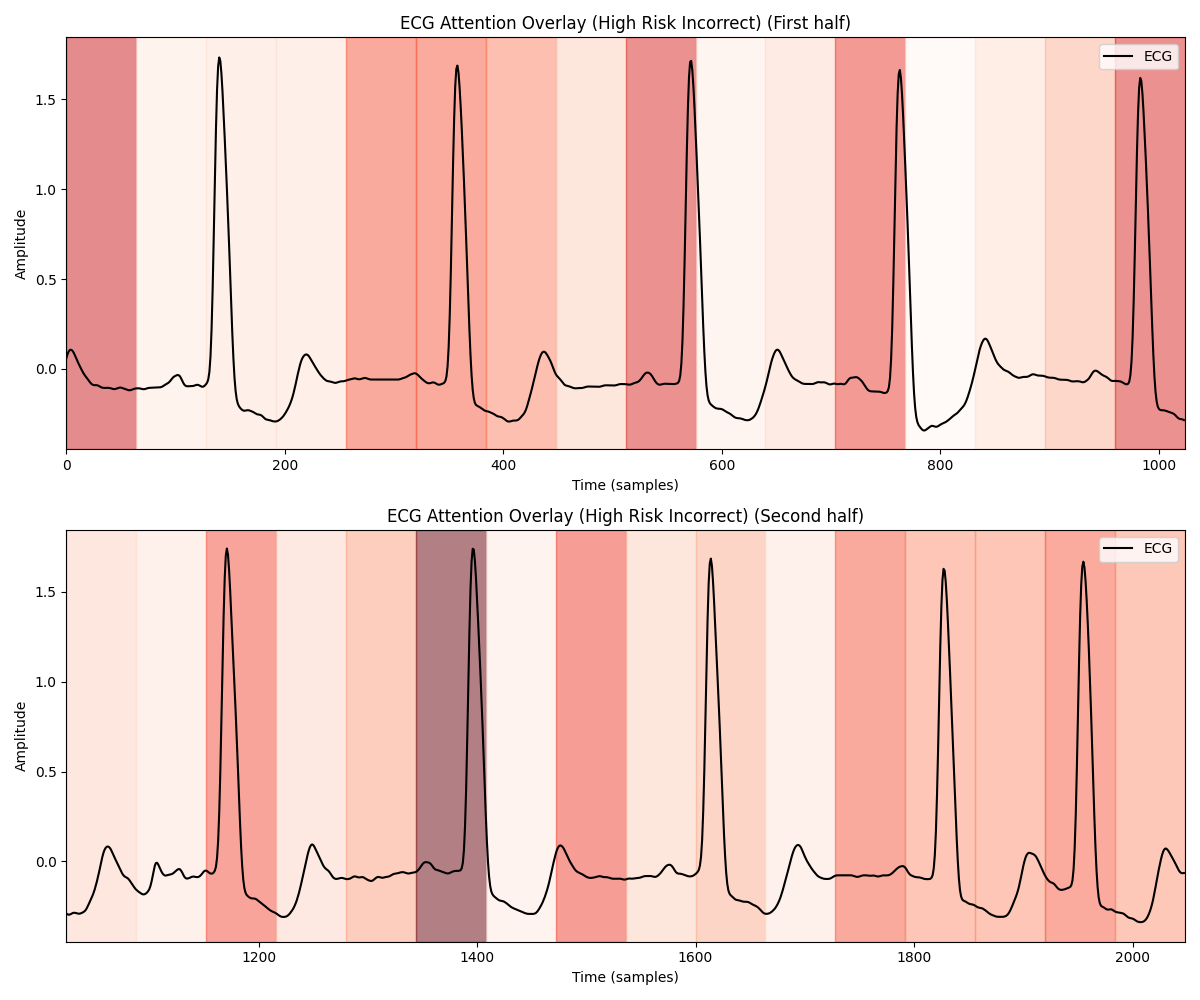 ECG Attention Overlay (High Risk Incorrect) (First half)
ECG
1.5
1.0
0.5
0.0
Amplitude
0 200 400 600 800 1000
Time (samples)
ECG Attention Overlay (High Risk Incorrect) (Second half)
ECG
1.5
1.0
0.5
0.0
Amplitude
1200 1400 1600 1800 2000
Time (samples)